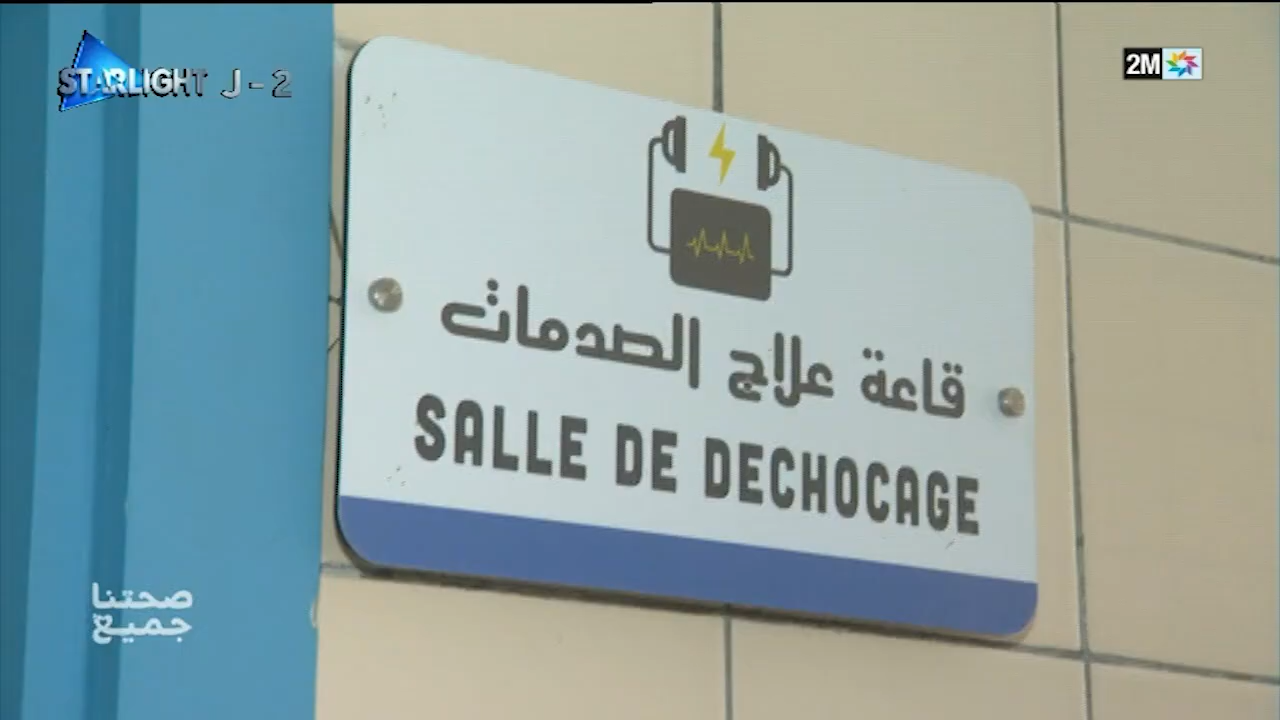 STARLIGHT J-2
2M
قاعة علاج الصدمات
SALLE DE DECHOCAGE
صحتنا
جميع